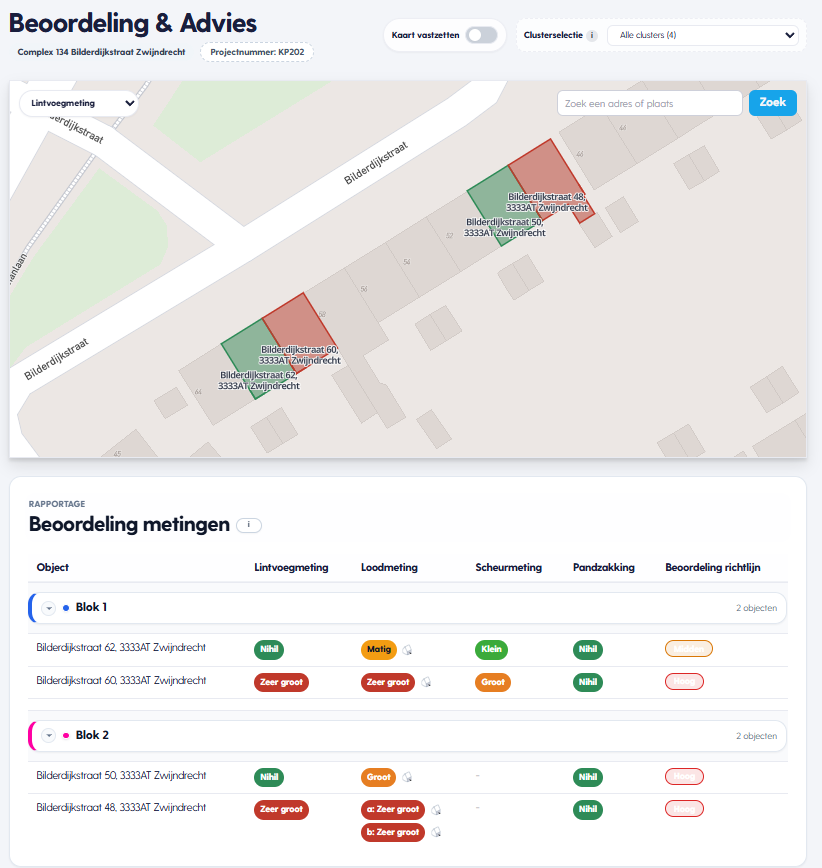 Beoordeling & Advies
Complex 134 Bilderdijkstraat Zwijndrecht
Projectnummer: KP202
Kaart vastzetten
Clusterselectie i
Alle clusters (4)
Lintvoegmeting
Zoek een adres of plaats
Zoek
Bilderdijkstraat
44
46
Bilderdijkstraat 48,
3333AT Zwijndrecht
Bilderdijkstraat 50,
3333AT Zwijndrecht
52
54
56
58
Bilderdijkstraat 60,
3333AT Zwijndrecht
Bilderdijkstraat 62,
3333AT Zwijndrecht
Bilderdijkstraat
64
45
RAPPORTAGE
Beoordeling metingen i
Object Lintvoegmeting Loodmeting Scheurmeting Pandzakking Beoordeling richtlijn
Blok 1 2 objecten
Bilderdijkstraat 62, 3333AT Zwijndrecht Nihil Matig Klein Nihil
Bilderdijkstraat 60, 3333AT Zwijndrecht Zeer groot Zeer groot Groot Nihil Hoog
Blok 2 2 objecten
Bilderdijkstraat 50, 3333AT Zwijndrecht Nihil Groot - Nihil Hoog
Bilderdijkstraat 48, 3333AT Zwijndrecht Zeer groot a: Zeer groot - Nihil Hoog
b: Zeer groot